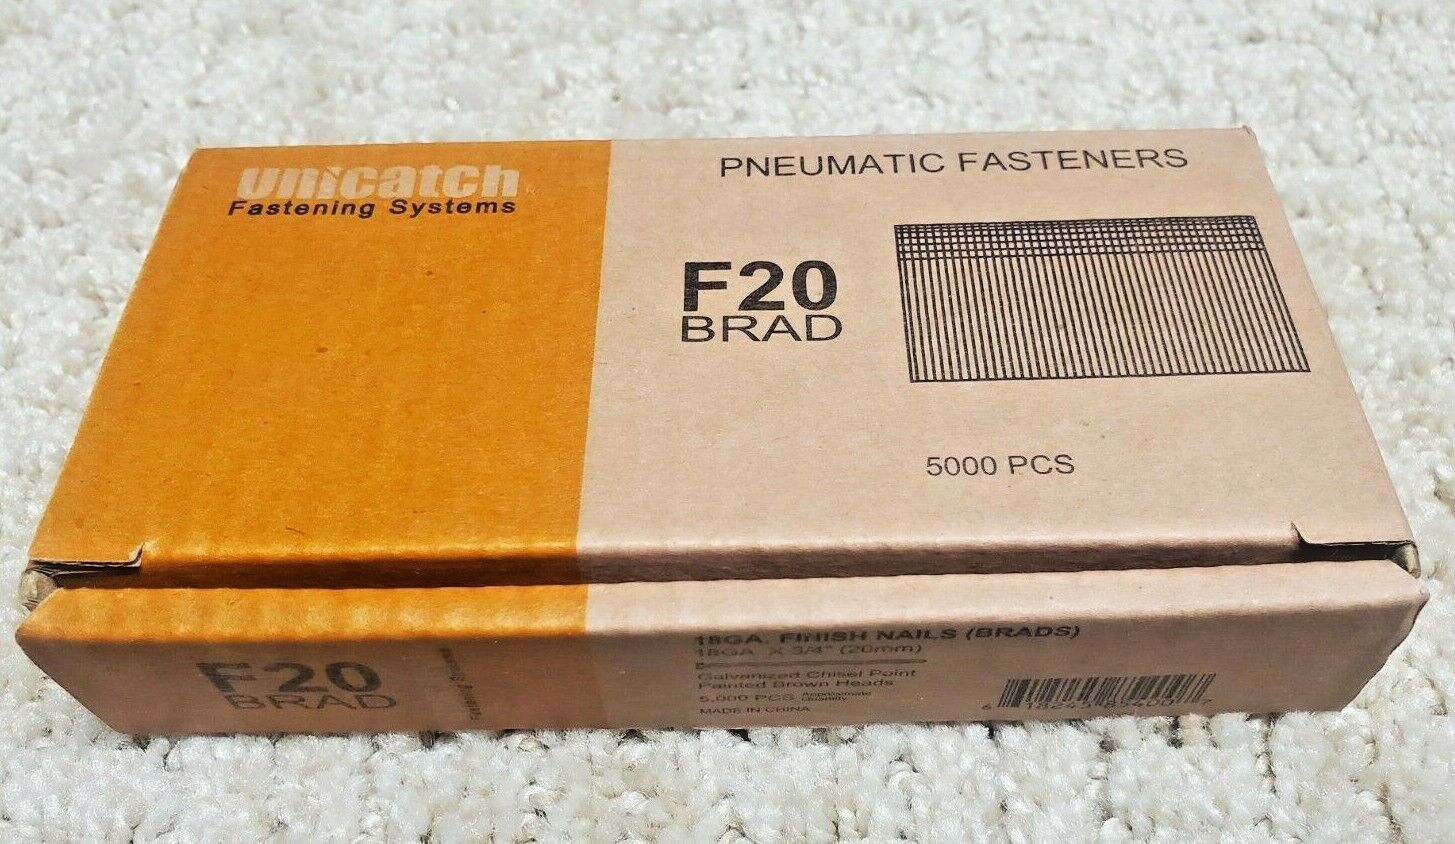 unicatch
Fastening Systems
PNEUMATIC FASTENERS
F20
BRAD
5000 PCS
F20
BRAD
18GA. FINISH NAILS (BRADS)
18GA. X 3/4" (20mm)
Galvanized Chisel Point
Painted Brown Heads
5,000 PCS Approximate Quantity
MADE IN CHINA